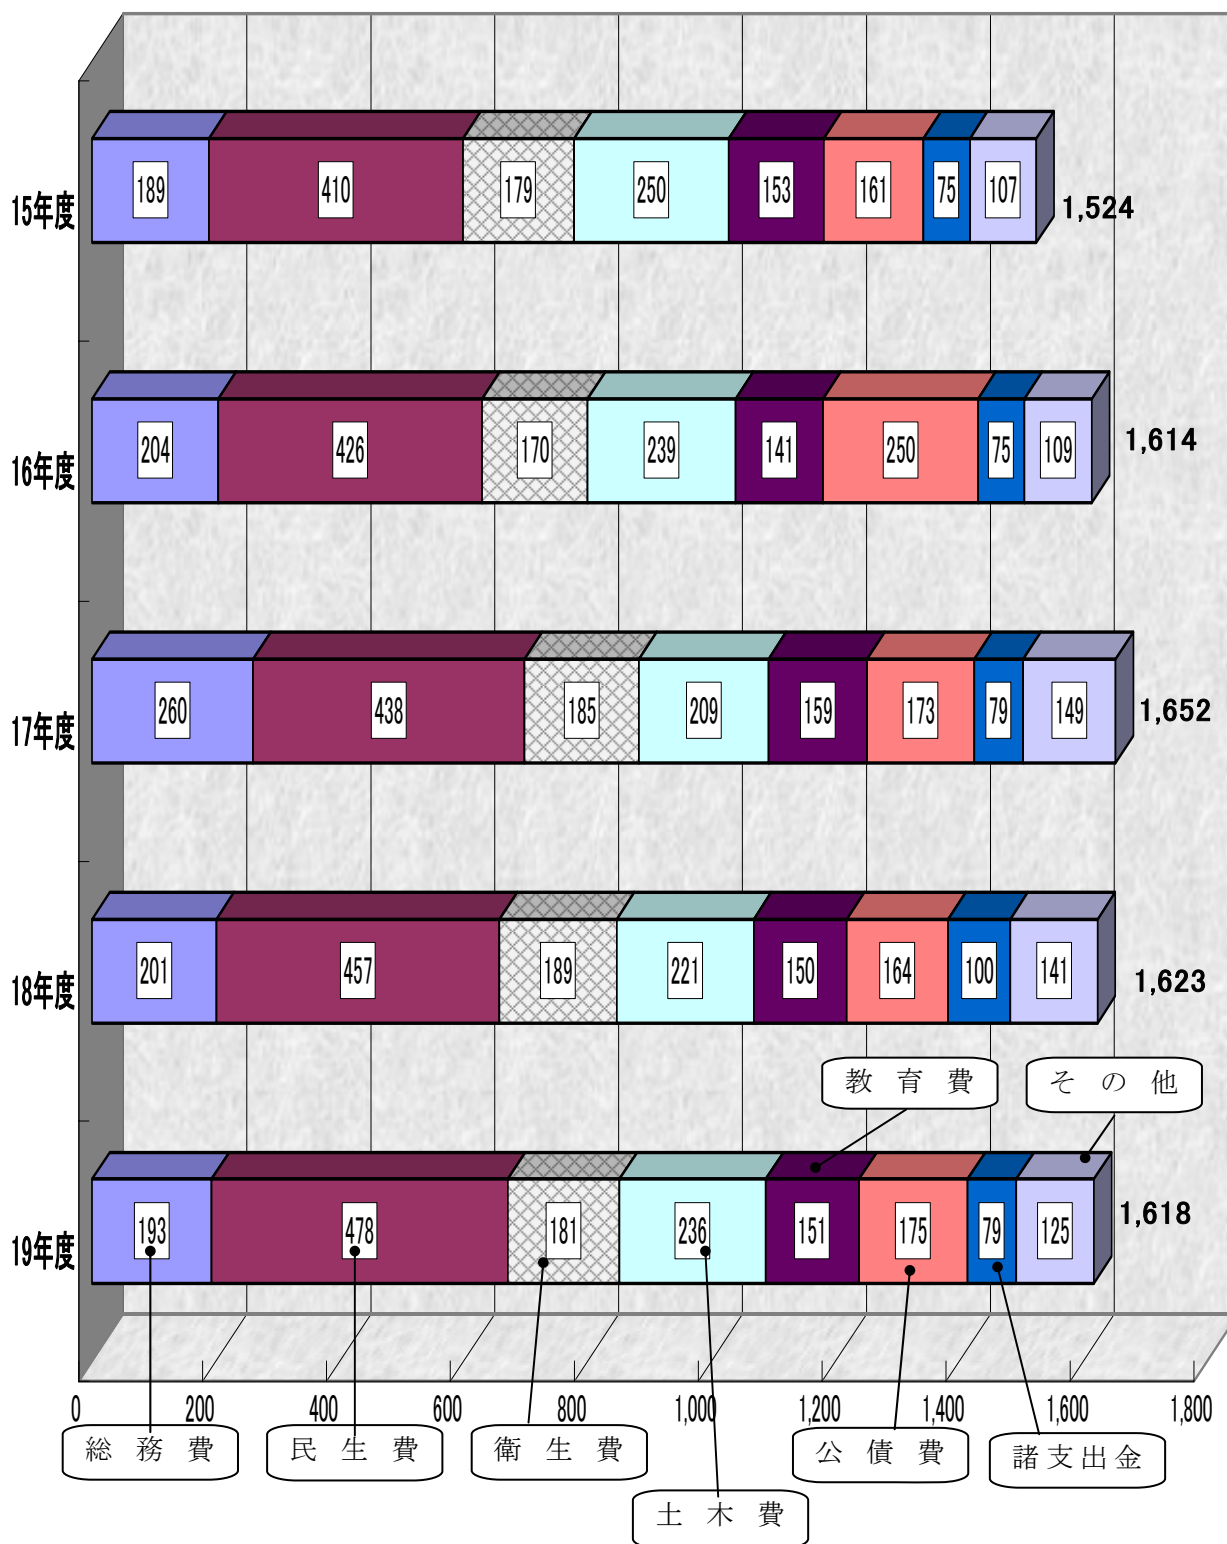 15年度 189 410 179 250 153 161 75 107 1,524
16年度 204 426 170 239 141 250 75 109 1,614
17年度 260 438 185 209 159 173 79 149 1,652
18年度 201 457 189 221 150 164 100 141 1,623
教育費 その他
19年度 193 478 181 236 151 175 79 125 1,618
0 200 400 600 800 1,000 1,200 1,400 1,600 1,800
総務費 民生費 衛生費 公債費 諸支出金
土木費